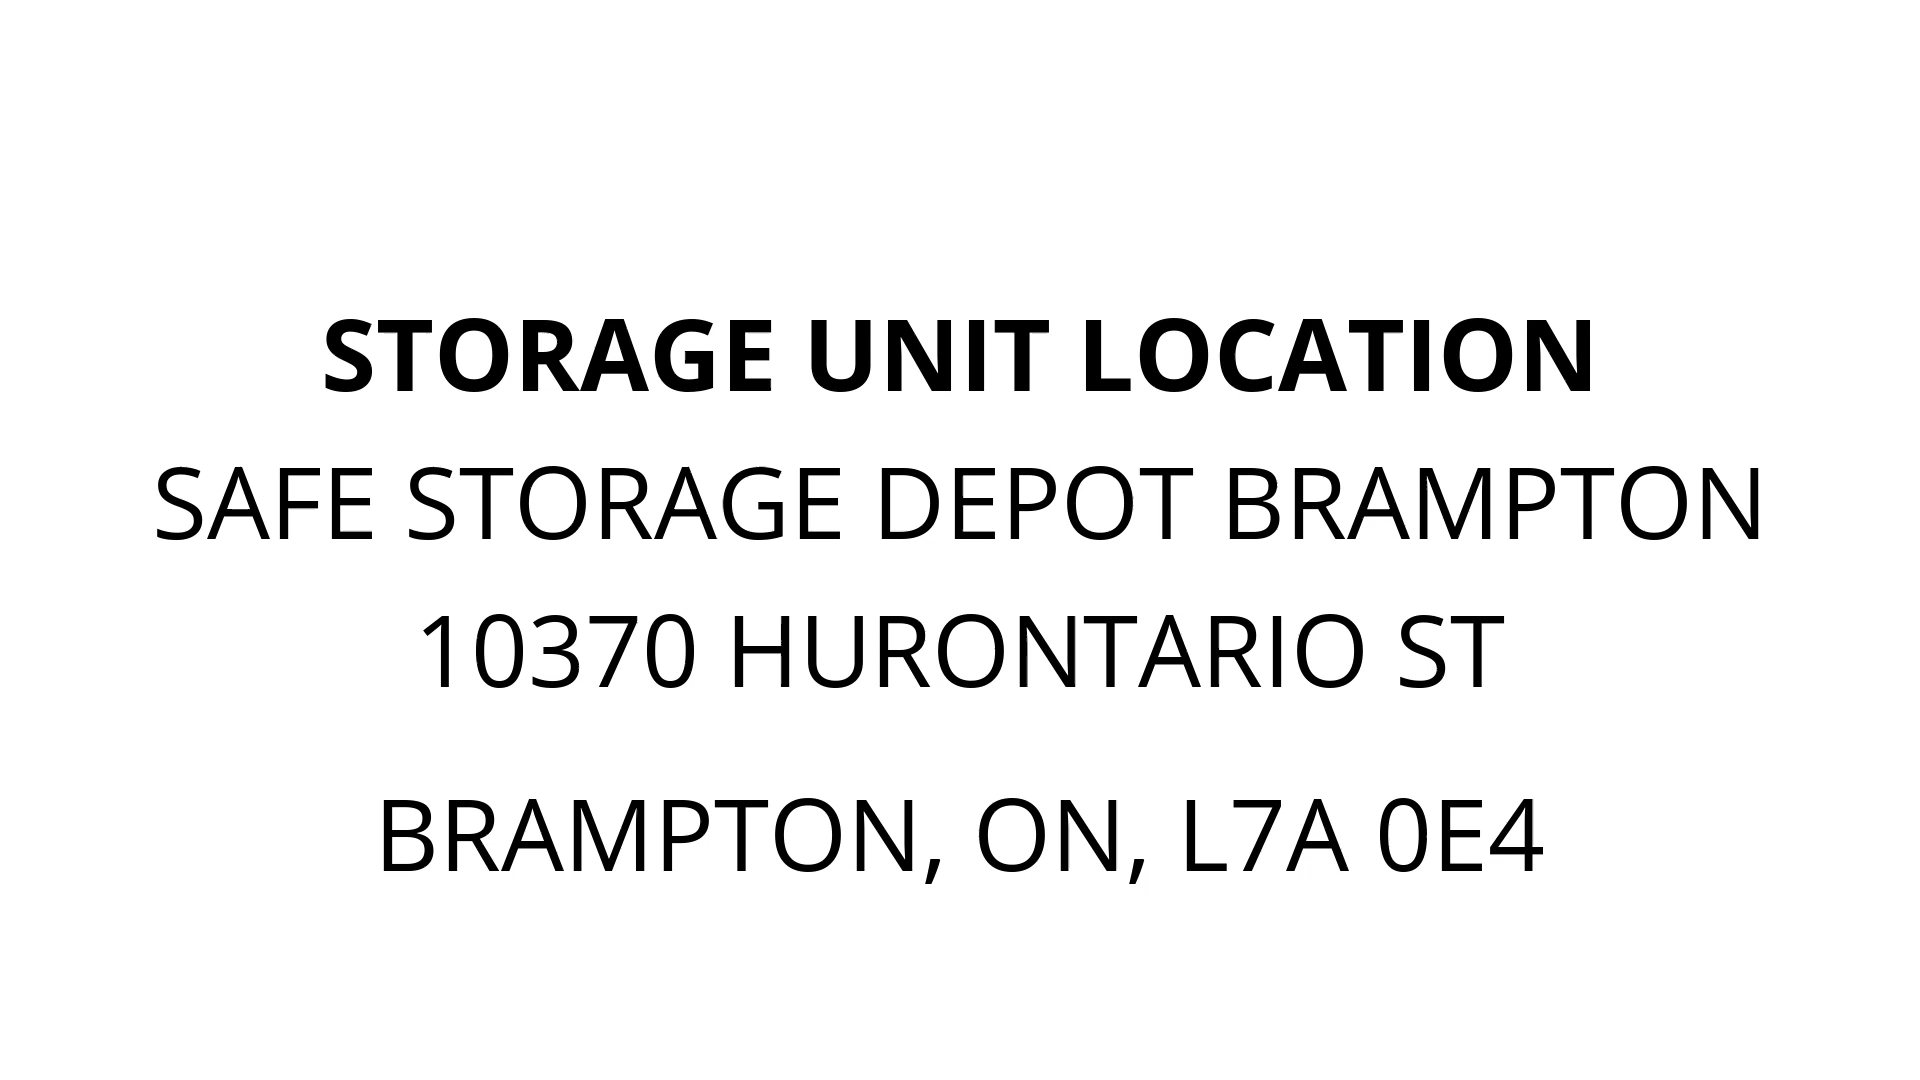 STORAGE UNIT LOCATION
SAFE STORAGE DEPOT BRAMPTON
10370 HURONTARIO ST
BRAMPTON, ON, L7A 0E4